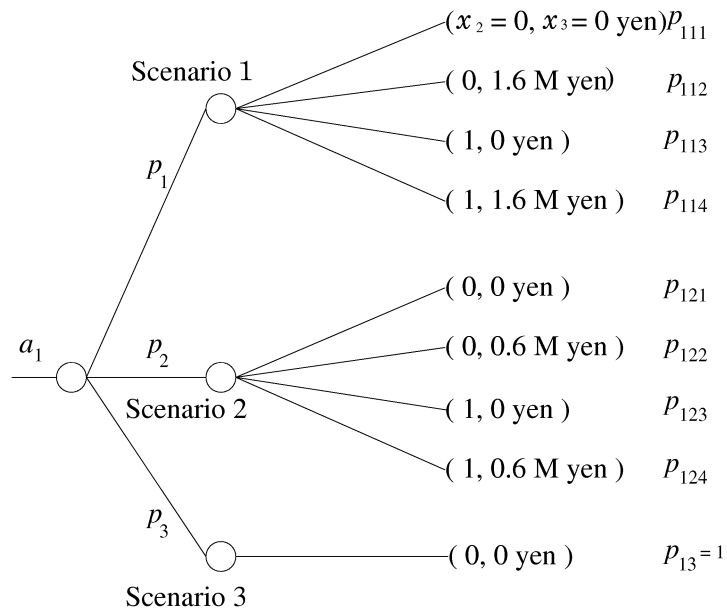 (x₂ = 0, x₃ = 0 yen) p₁₁₁
Scenario 1
( 0, 1.6 M yen) p₁₁₂
p₁
( 1, 0 yen ) p₁₁₃
( 1, 1.6 M yen ) p₁₁₄
( 0, 0 yen ) p₁₂₁
a₁
p₂
( 0, 0.6 M yen ) p₁₂₂
Scenario 2
( 1, 0 yen ) p₁₂₃
( 1, 0.6 M yen ) p₁₂₄
p₃
( 0, 0 yen ) p₁₃ = 1
Scenario 3